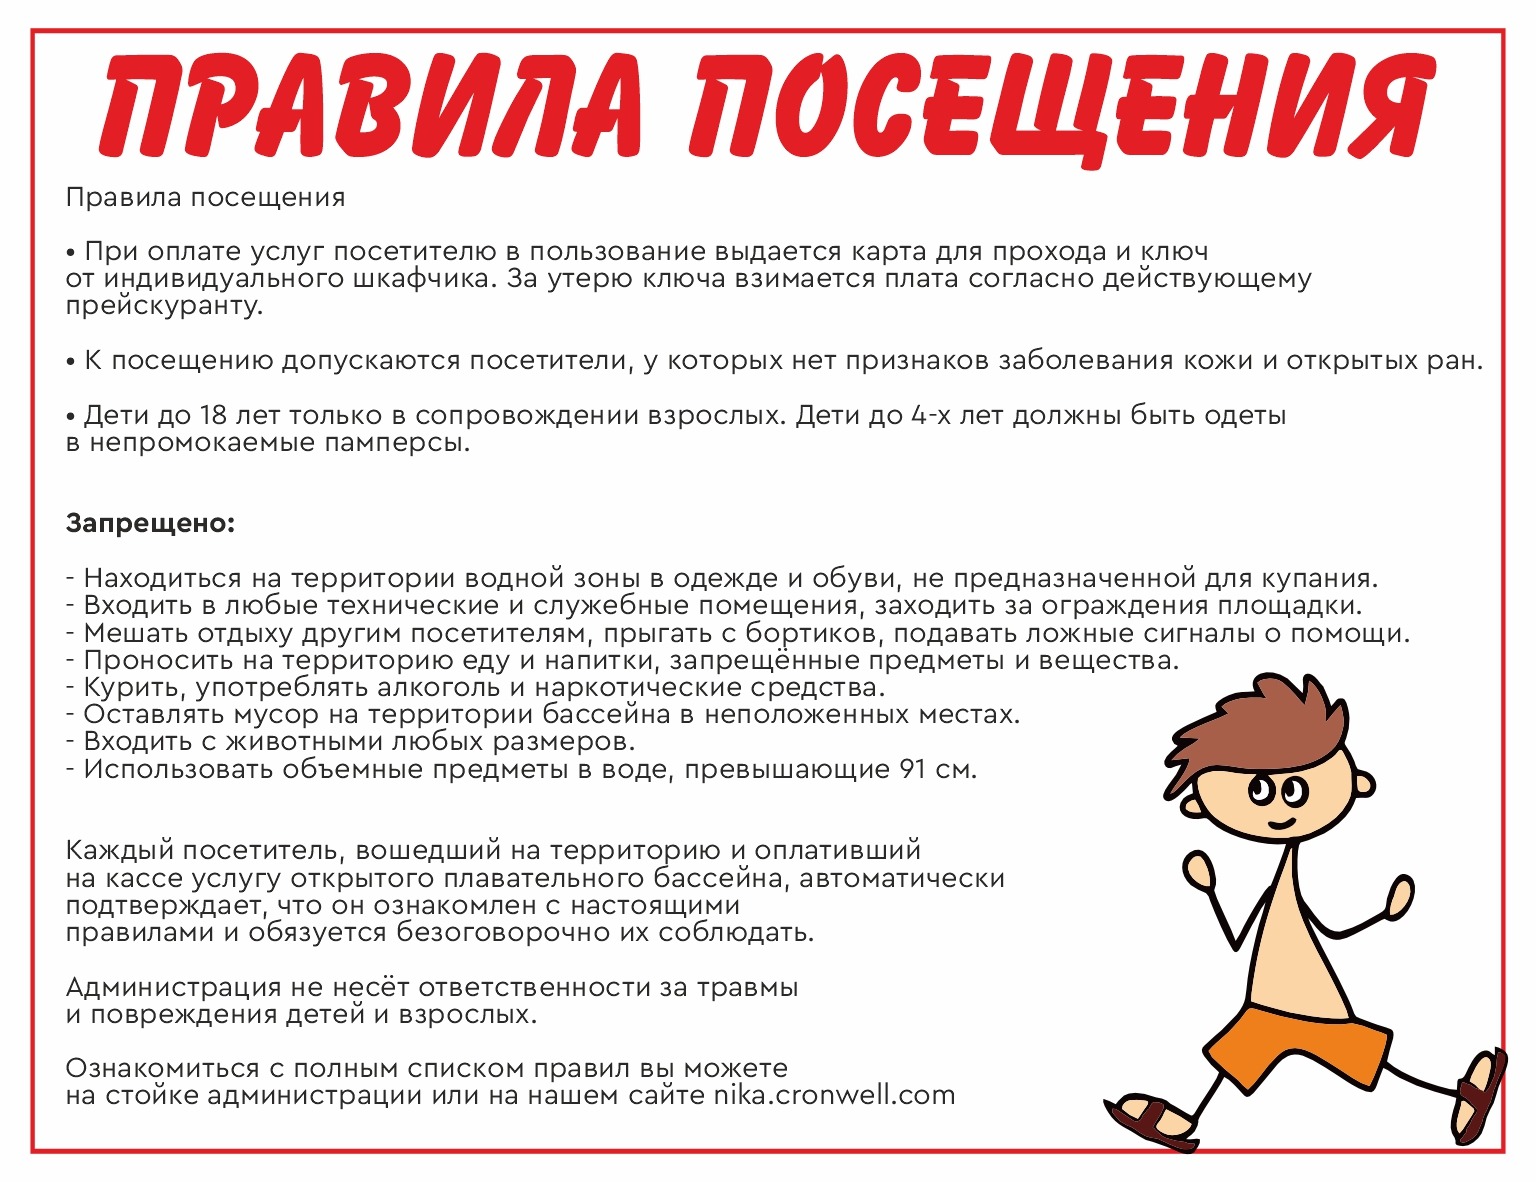 ПРАВИЛА ПОСЕЩЕНИЯ
Правила посещения
• При оплате услуг посетителю в пользование выдается карта для прохода и ключ
от индивидуального шкафчика. За утерю ключа взимается плата согласно действующему
прейскуранту.
• К посещению допускаются посетители, у которых нет признаков заболевания кожи и открытых ран.
• Дети до 18 лет только в сопровождении взрослых. Дети до 4-х лет должны быть одеты
в непромокаемые памперсы.
Запрещено:
- Находиться на территории водной зоны в одежде и обуви, не предназначенной для купания.
- Входить в любые технические и служебные помещения, заходить за ограждения площадки.
- Мешать отдыху другим посетителям, прыгать с бортиков, подавать ложные сигналы о помощи.
- Проносить на территорию еду и напитки, запрещённые предметы и вещества.
- Курить, употреблять алкоголь и наркотические средства.
- Оставлять мусор на территории бассейна в неположенных местах.
- Входить с животными любых размеров.
- Использовать объемные предметы в воде, превышающие 91 см.
Каждый посетитель, вошедший на территорию и оплативший
на кассе услугу открытого плавательного бассейна, автоматически
подтверждает, что он ознакомлен с настоящими
правилами и обязуется безоговорочно их соблюдать.
Администрация не несёт ответственности за травмы
и повреждения детей и взрослых.
Ознакомиться с полным списком правил вы можете
на стойке администрации или на нашем сайте nika.cronwell.com